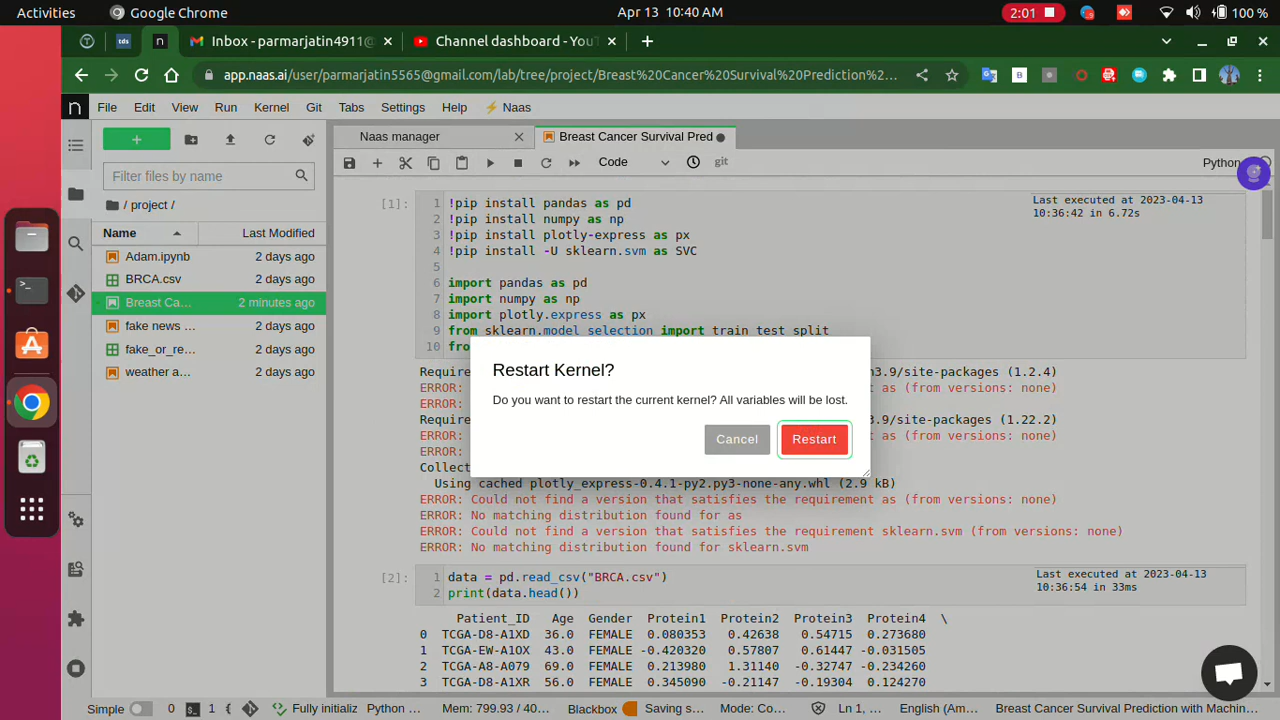 Activities
Google Chrome
Apr 13 10:40 AM
2:01
100 %
tds
n
Inbox - parmarjatin4911@
Channel dashboard - You
app.naas.ai/user/parmarjatin5565@gmail.com/lab/tree/project/Breast%20Cancer%20Survival%20Prediction%2...
n File Edit View Run Kernel Git Tabs Settings Help ⚡ Naas
Naas manager
Breast Cancer Survival Pred
Code
git
Python
Filter files by name
/ project /
Name Last Modified
Adam.ipynb 2 days ago
BRCA.csv 2 days ago
Breast Ca... 2 minutes ago
fake news ... 2 days ago
fake_or_re... 2 days ago
weather a... 2 days ago
[1]:
1 !pip install pandas as pd
2 !pip install numpy as np
3 !pip install plotly-express as px
4 !pip install -U sklearn.svm as SVC
5
6 import pandas as pd
7 import numpy as np
8 import plotly.express as px
9 from sklearn.model_selection import train_test_split
10 fro
Last executed at 2023-04-13
10:36:42 in 6.72s
Restart Kernel?
Do you want to restart the current kernel? All variables will be lost.
Cancel
Restart
Require n3.9/site-packages (1.2.4)
ERROR: t as (from versions: none)
ERROR:
Require 3.9/site-packages (1.22.2)
ERROR: t as (from versions: none)
ERROR:
Collect
Using cached plotly_express-0.4.1-py2.py3-none-any.whl (2.9 kB)
ERROR: Could not find a version that satisfies the requirement as (from versions: none)
ERROR: No matching distribution found for as
ERROR: Could not find a version that satisfies the requirement sklearn.svm (from versions: none)
ERROR: No matching distribution found for sklearn.svm
[2]:
1 data = pd.read_csv("BRCA.csv")
2 print(data.head())
Last executed at 2023-04-13
10:36:54 in 33ms
Patient_ID Age Gender Protein1 Protein2 Protein3 Protein4 \
0 TCGA-D8-A1XD 36.0 FEMALE 0.080353 0.42638 0.54715 0.273680
1 TCGA-EW-A1OX 43.0 FEMALE -0.420320 0.57807 0.61447 -0.031505
2 TCGA-A8-A079 69.0 FEMALE 0.213980 1.31140 -0.32747 -0.234260
3 TCGA-D8-A1XR 56.0 FEMALE 0.345090 -0.21147 -0.19304 0.124270
Simple 0 1 Fully initializ Python ... Mem: 799.93 / 40... Blackbox Saving s... Mode: Co... Ln 1, ... English (Am... Breast Cancer Survival Prediction with Machin...